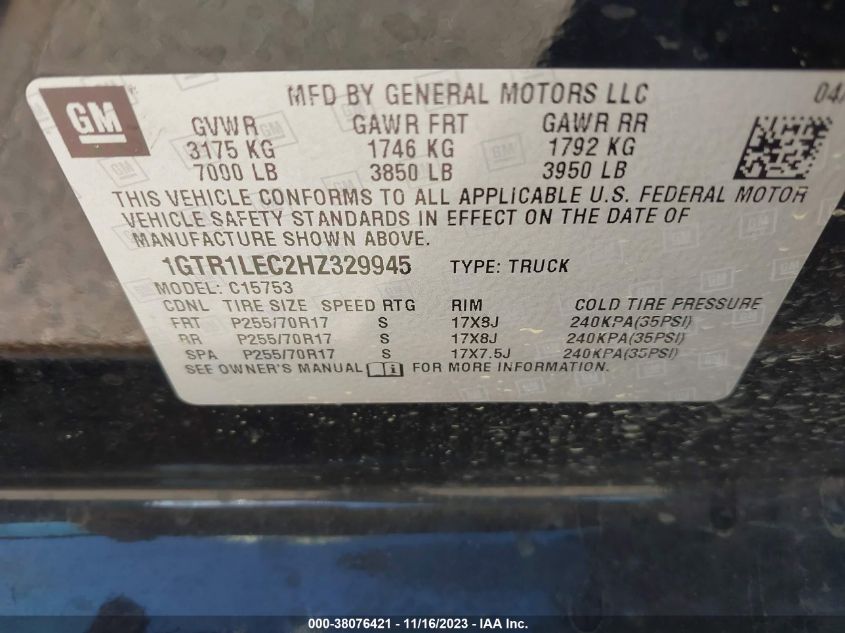 GM
MFD BY GENERAL MOTORS LLC
04/
GVWR GAWR FRT GAWR RR
3175 KG 1746 KG 1792 KG
7000 LB 3850 LB 3950 LB
THIS VEHICLE CONFORMS TO ALL APPLICABLE U.S. FEDERAL MOTOR
VEHICLE SAFETY STANDARDS IN EFFECT ON THE DATE OF
MANUFACTURE SHOWN ABOVE.
1GTR1LEC2HZ329945 TYPE: TRUCK
MODEL: C15753
CDNL TIRE SIZE SPEED RTG RIM COLD TIRE PRESSURE
FRT P255/70R17 S 17X8J 240KPA(35PSI)
RR P255/70R17 S 17X8J 240KPA(35PSI)
SPA P255/70R17 S 17X7.5J 240KPA(35PSI)
SEE OWNER'S MANUAL FOR MORE INFORMATION.
000-38076421 - 11/16/2023 - IAA Inc.